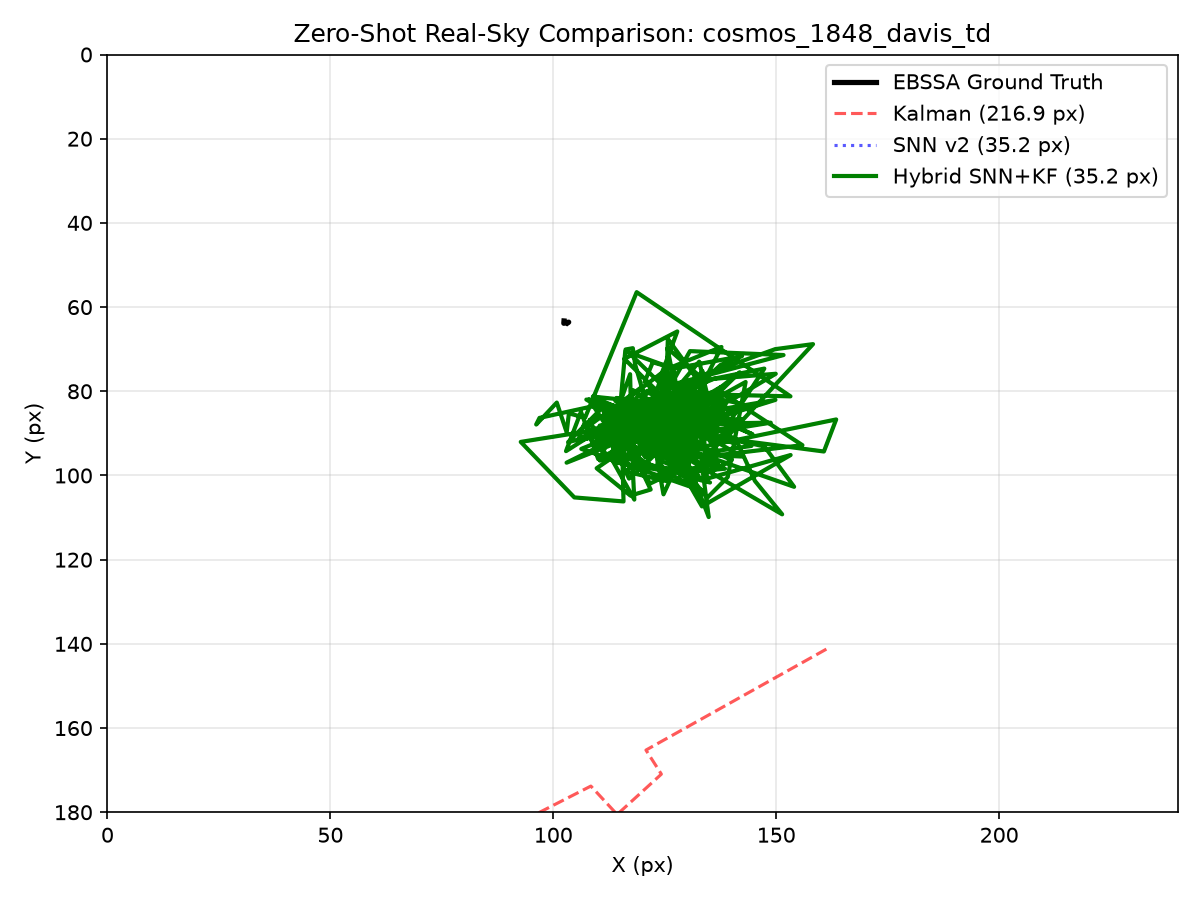 Zero-Shot Real-Sky Comparison: cosmos_1848_davis_td
EBSSA Ground Truth
Kalman (216.9 px)
SNN v2 (35.2 px)
Hybrid SNN+KF (35.2 px)
Y (px)
0
20
40
60
80
100
120
140
160
180
0
50
100
150
200
X (px)